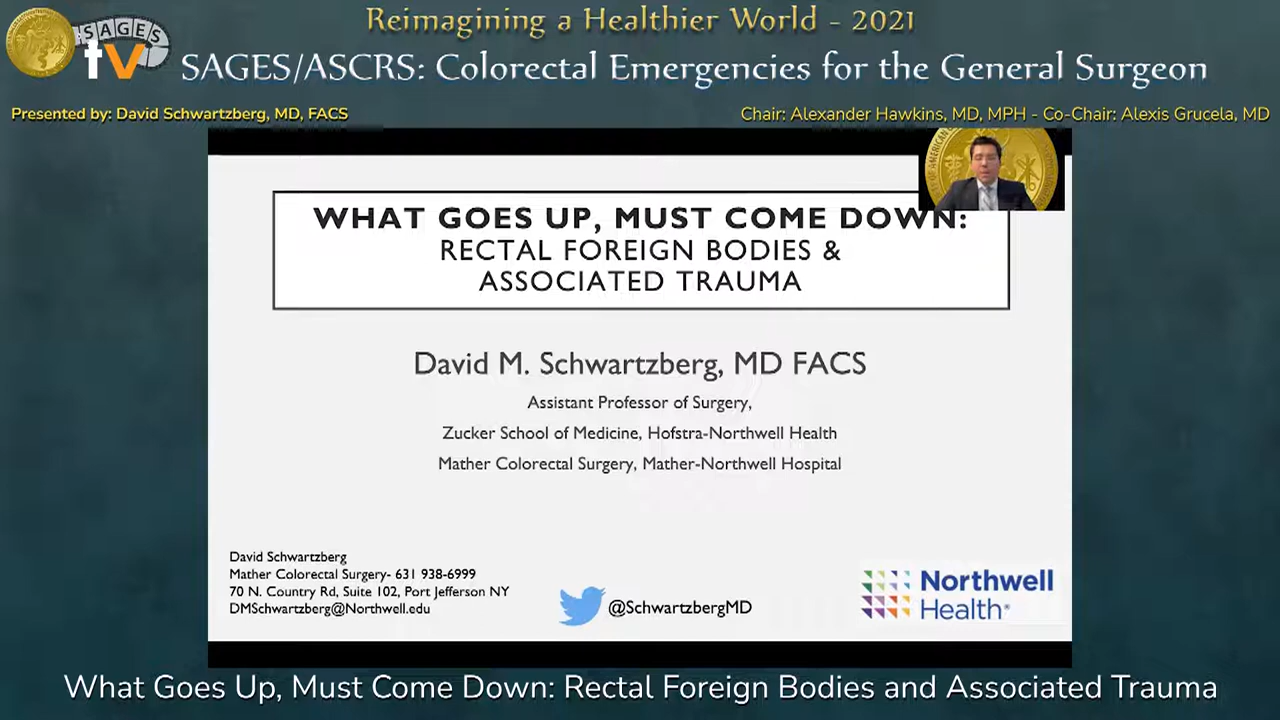 Reimagining a Healthier World - 2021
SAGES
tv
SAGES/ASCRS: Colorectal Emergencies for the General Surgeon
Presented by: David Schwartzberg, MD, FACS
Chair: Alexander Hawkins, MD, MPH - Co-Chair: Alexis Grucela, MD
WHAT GOES UP, MUST COME DOWN:
RECTAL FOREIGN BODIES &
ASSOCIATED TRAUMA
David M. Schwartzberg, MD FACS
Assistant Professor of Surgery,
Zucker School of Medicine, Hofstra-Northwell Health
Mather Colorectal Surgery, Mather-Northwell Hospital
David Schwartzberg
Mather Colorectal Surgery- 631 938-6999
70 N. Country Rd, Suite 102, Port Jefferson NY
DMSchwartzberg@Northwell.edu
@SchwartzbergMD
Northwell
Health®
What Goes Up, Must Come Down: Rectal Foreign Bodies and Associated Trauma